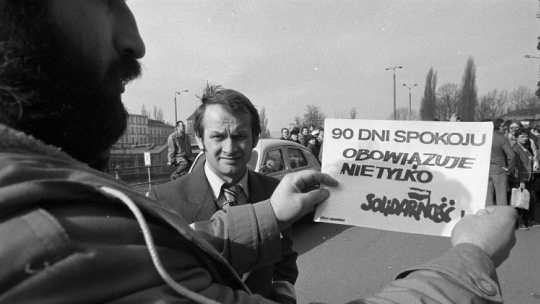 90 DNI SPOKOJU
OBOWIĄZUJE
NIE TYLKO
SOLIDARNOŚĆ!